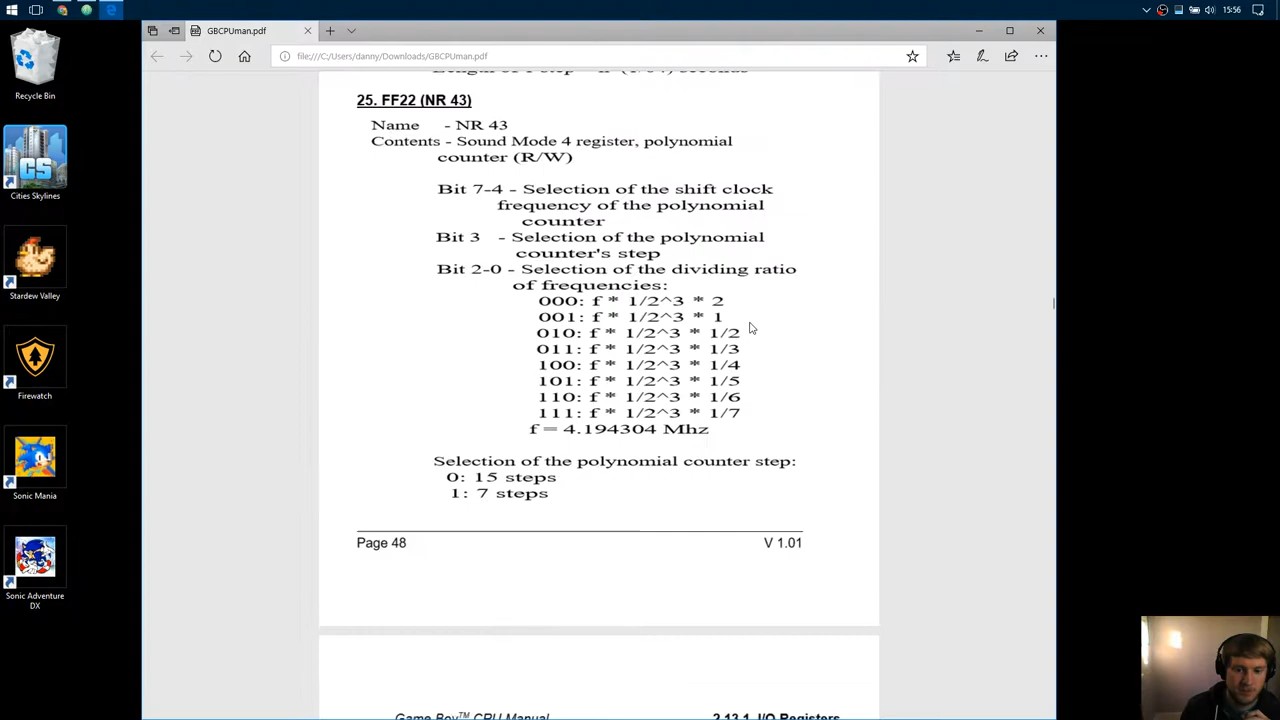 15:56
GBCPUman.pdf
file:///C:/Users/danny/Downloads/GBCPUman.pdf
Recycle Bin
CS
Cities Skylines
Stardew Valley
Firewatch
Sonic Mania
Sonic Adventure
DX
25. FF22 (NR 43)
Name - NR 43
Contents - Sound Mode 4 register, polynomial
counter (R/W)
Bit 7-4 - Selection of the shift clock
frequency of the polynomial
counter
Bit 3 - Selection of the polynomial
counter's step
Bit 2-0 - Selection of the dividing ratio
of frequencies:
000: f * 1/2^3 * 2
001: f * 1/2^3 * 1
010: f * 1/2^3 * 1/2
011: f * 1/2^3 * 1/3
100: f * 1/2^3 * 1/4
101: f * 1/2^3 * 1/5
110: f * 1/2^3 * 1/6
111: f * 1/2^3 * 1/7
f = 4.194304 Mhz
Selection of the polynomial counter step:
0: 15 steps
1: 7 steps
Page 48 V 1.01
Game Boy™ CPU Manual 2.13.1. I/O Registers